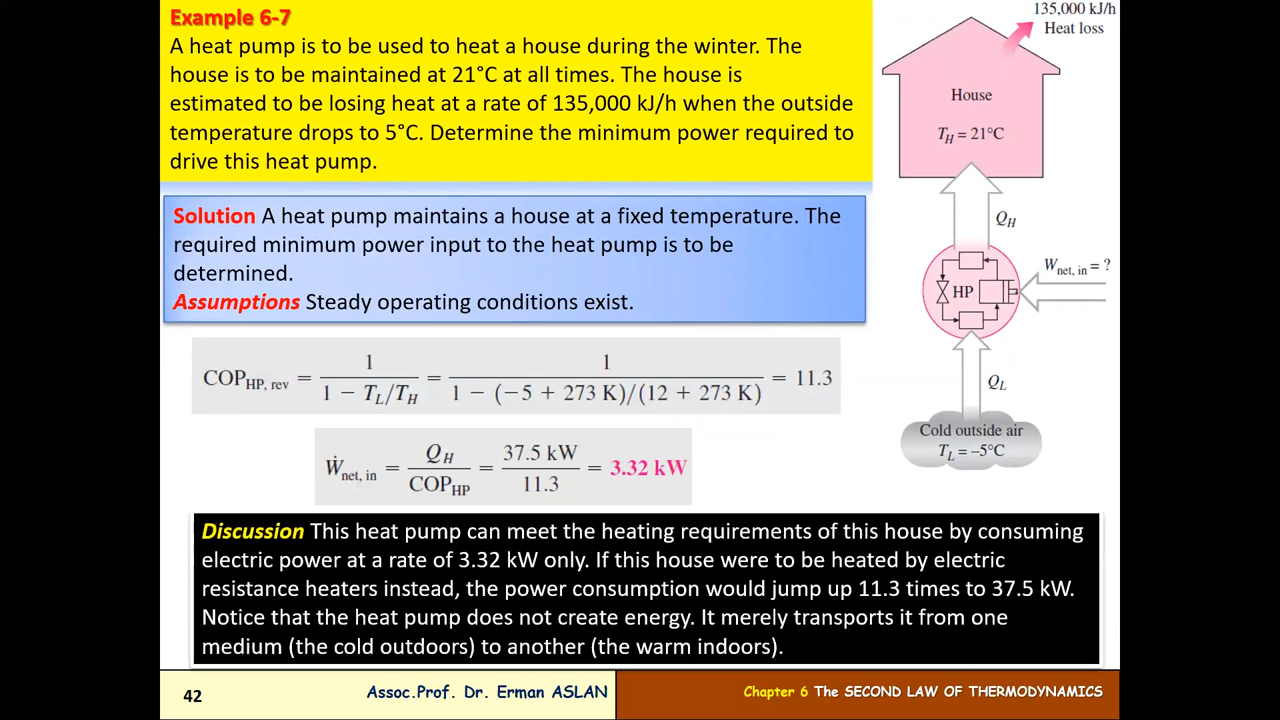 Example 6-7
A heat pump is to be used to heat a house during the winter. The
house is to be maintained at 21°C at all times. The house is
estimated to be losing heat at a rate of 135,000 kJ/h when the outside
temperature drops to 5°C. Determine the minimum power required to
drive this heat pump.
Solution A heat pump maintains a house at a fixed temperature. The
required minimum power input to the heat pump is to be
determined.
Assumptions Steady operating conditions exist.
COP_HP, rev = 1 / (1 − T_L/T_H) = 1 / (1 − (−5 + 273 K)/(12 + 273 K)) = 11.3
Ẇ_net, in = Q_H / COP_HP = 37.5 kW / 11.3 = 3.32 kW
135,000 kJ/h
Heat loss
House
T_H = 21°C
Q_H
W_net, in = ?
HP
Q_L
Cold outside air
T_L = –5°C
Discussion This heat pump can meet the heating requirements of this house by consuming
electric power at a rate of 3.32 kW only. If this house were to be heated by electric
resistance heaters instead, the power consumption would jump up 11.3 times to 37.5 kW.
Notice that the heat pump does not create energy. It merely transports it from one
medium (the cold outdoors) to another (the warm indoors).
42
Assoc.Prof. Dr. Erman ASLAN
Chapter 6 The SECOND LAW OF THERMODYNAMICS